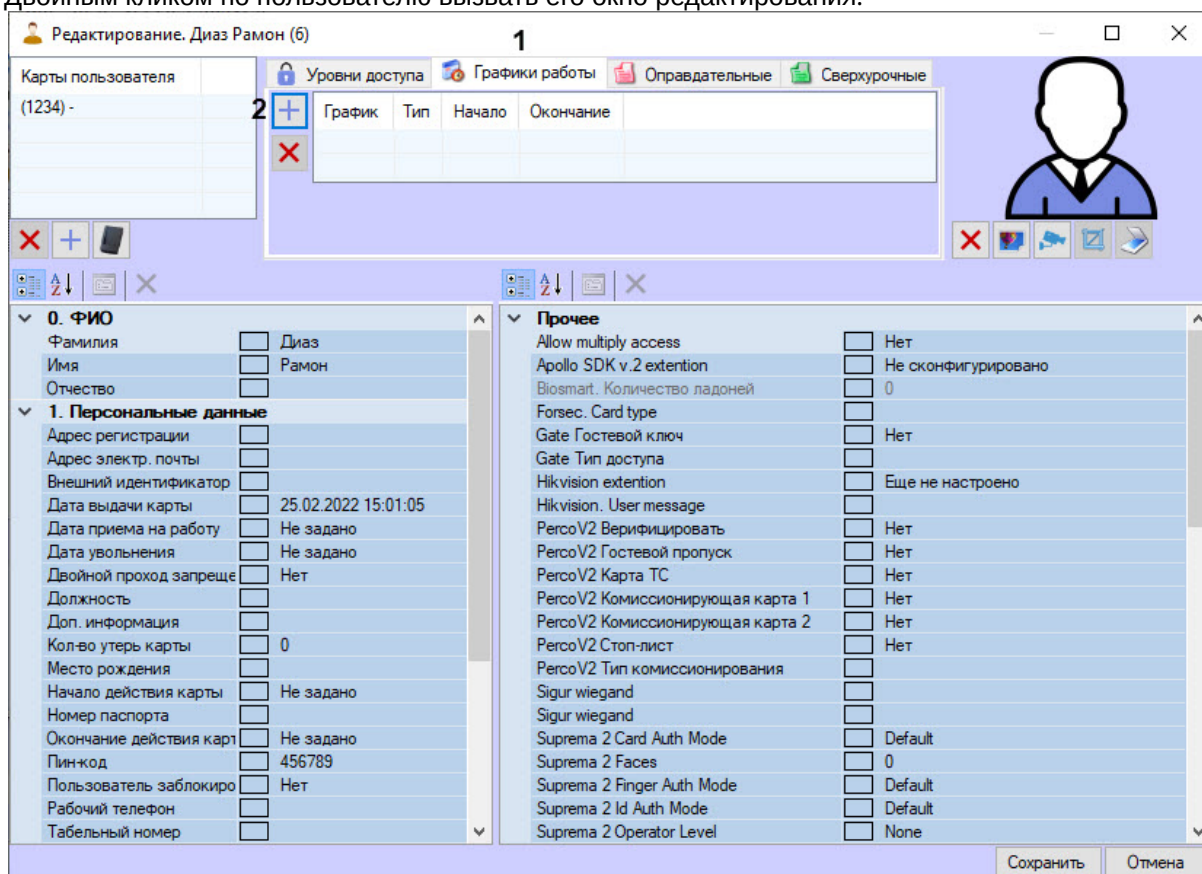 Двойным кликом по пользователю вызвать его окно редактирования.
Редактирование. Диаз Рамон (6)
1
Карты пользователя
(1234) -
Уровни доступа Графики работы Оправдательные Сверхурочные
2
График Тип Начало Окончание
0. ФИО
Фамилия Диаз
Имя Рамон
Отчество
1. Персональные данные
Адрес регистрации
Адрес электр. почты
Внешний идентификатор
Дата выдачи карты 25.02.2022 15:01:05
Дата приема на работу Не задано
Дата увольнения Не задано
Двойной проход запреще Нет
Должность
Доп. информация
Кол-во утерь карты 0
Место рождения
Начало действия карты Не задано
Номер паспорта
Окончание действия карт Не задано
Пин-код 456789
Пользователь заблокиро Нет
Рабочий телефон
Табельный номер
Прочее
Allow multiply access Нет
Apollo SDK v.2 extention Не сконфигурировано
Biosmart. Количество ладоней 0
Forsec. Card type
Gate Гостевой ключ Нет
Gate Тип доступа
Hikvision extention Еще не настроено
Hikvision. User message
PercoV2 Верифицировать Нет
PercoV2 Гостевой пропуск Нет
PercoV2 Карта ТС Нет
PercoV2 Комиссионирующая карта 1 Нет
PercoV2 Комиссионирующая карта 2 Нет
PercoV2 Стоп-лист Нет
PercoV2 Тип комиссионирования
Sigur wiegand
Sigur wiegand
Suprema 2 Card Auth Mode Default
Suprema 2 Faces 0
Suprema 2 Finger Auth Mode Default
Suprema 2 Id Auth Mode Default
Suprema 2 Operator Level None
Сохранить Отмена